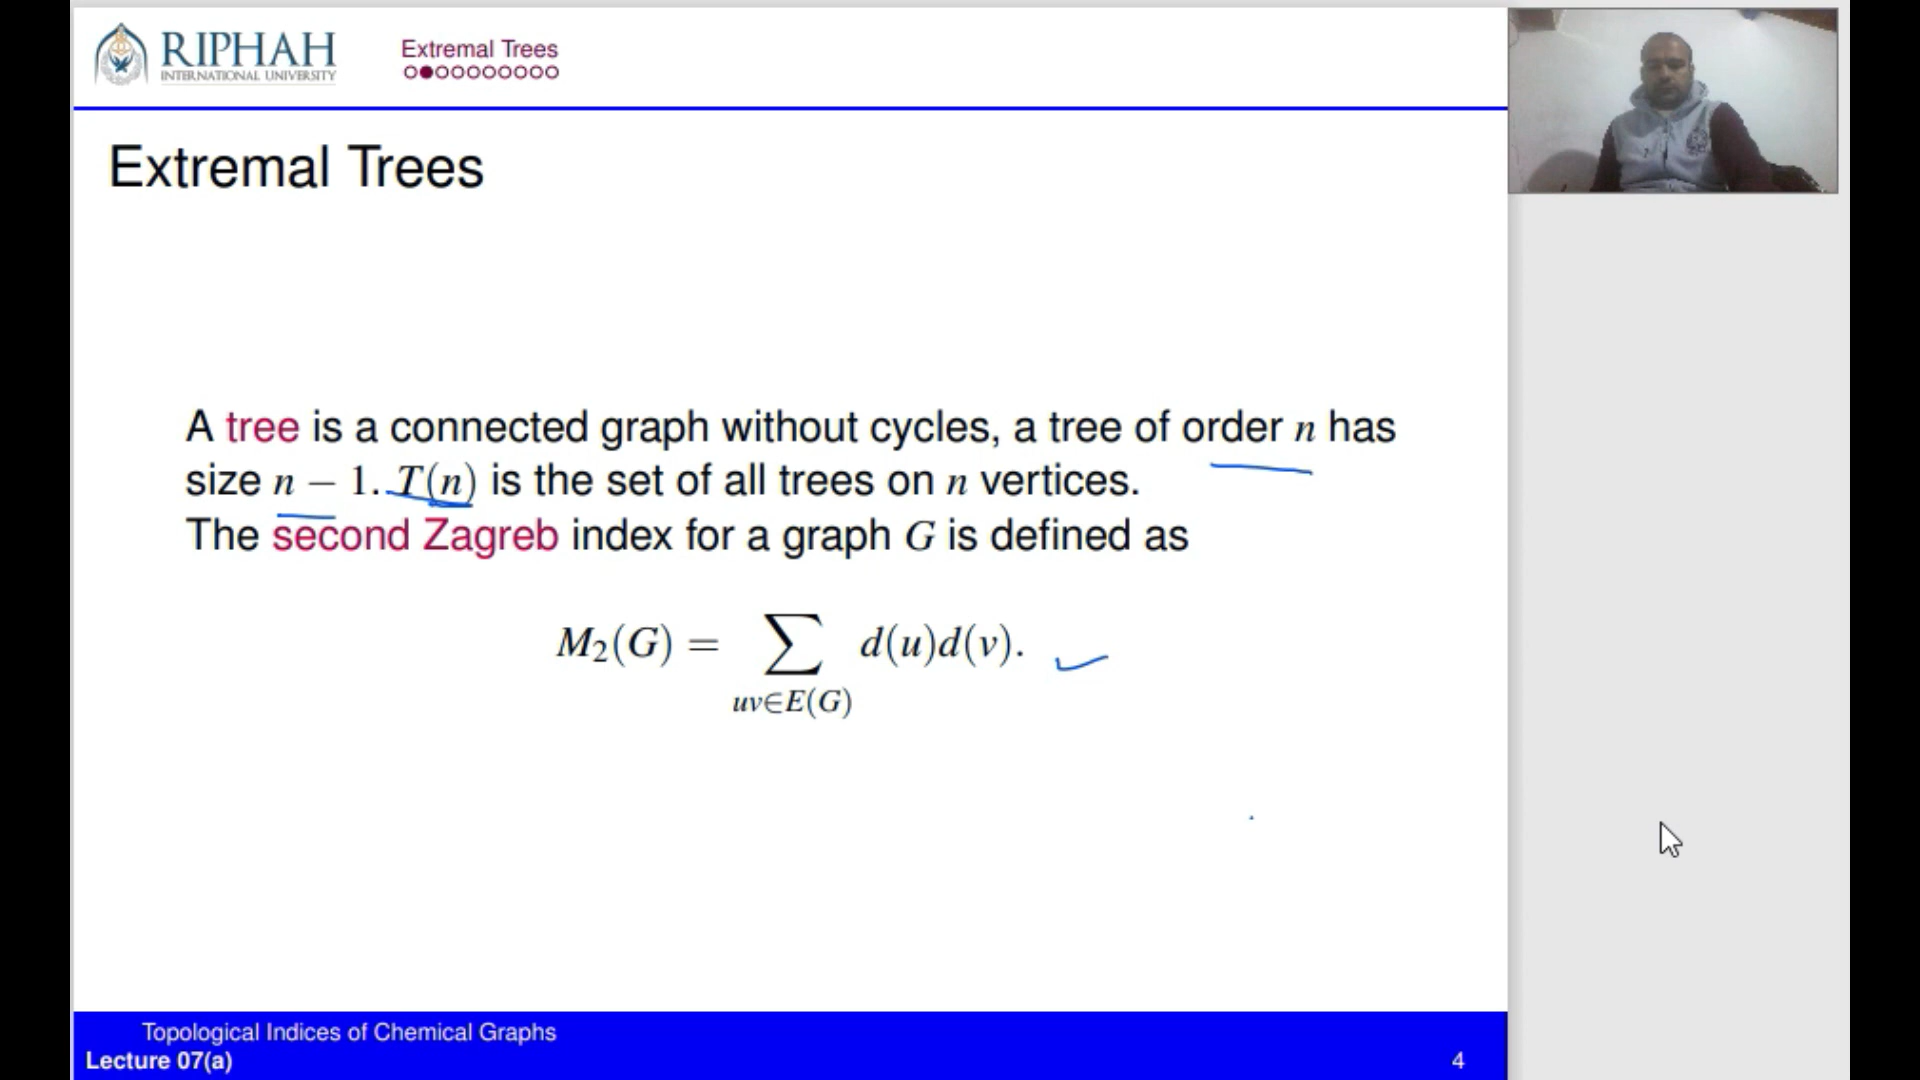 RIPHAH
INTERNATIONAL UNIVERSITY
Extremal Trees
Extremal Trees
A tree is a connected graph without cycles, a tree of order n has
size n − 1. T(n) is the set of all trees on n vertices.
The second Zagreb index for a graph G is defined as
M₂(G) = ∑ d(u)d(v).
uv∈E(G)
Topological Indices of Chemical Graphs
Lecture 07(a)
4